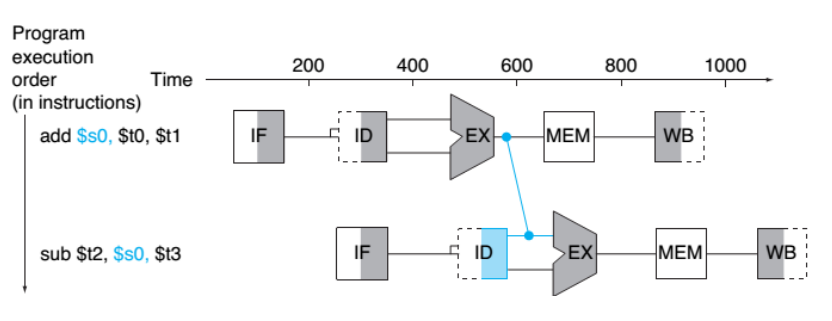 Program
execution
order
(in instructions)
Time
200 400 600 800 1000
add $s0, $t0, $t1
IF ID EX MEM WB
sub $t2, $s0, $t3
IF ID EX MEM WB